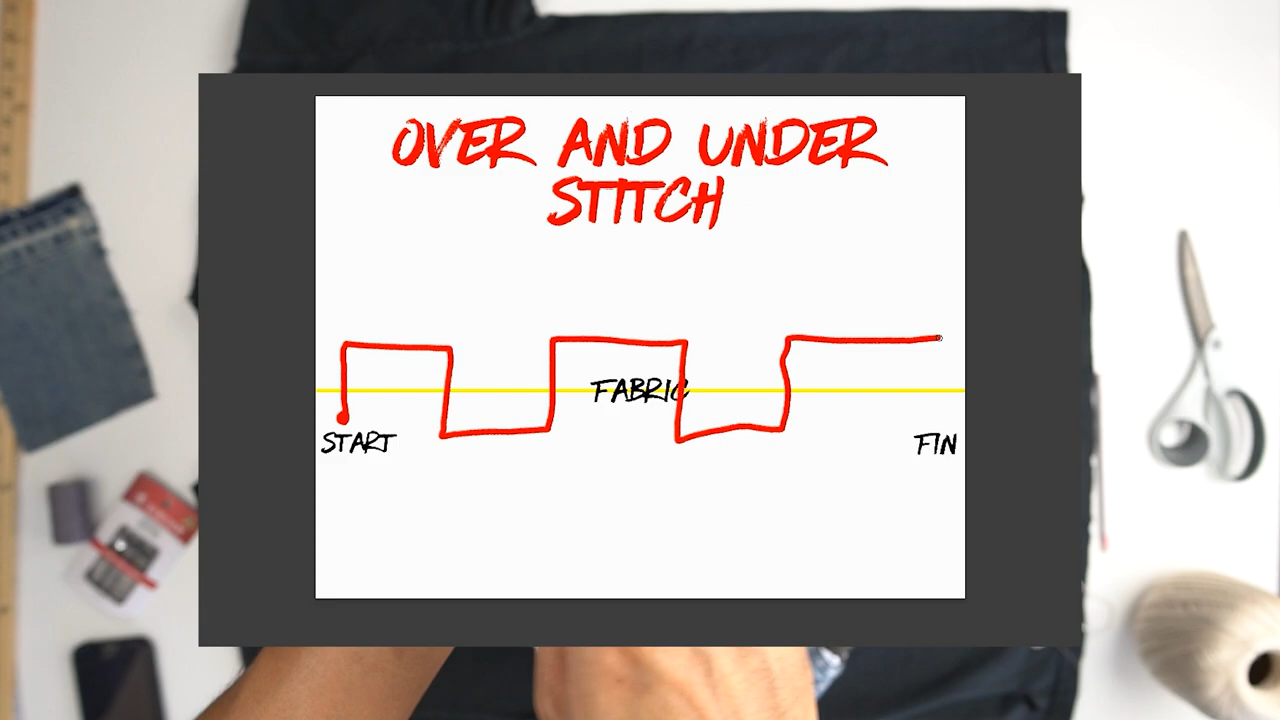 OVER AND UNDER
STITCH
FABRIC
START
FIN